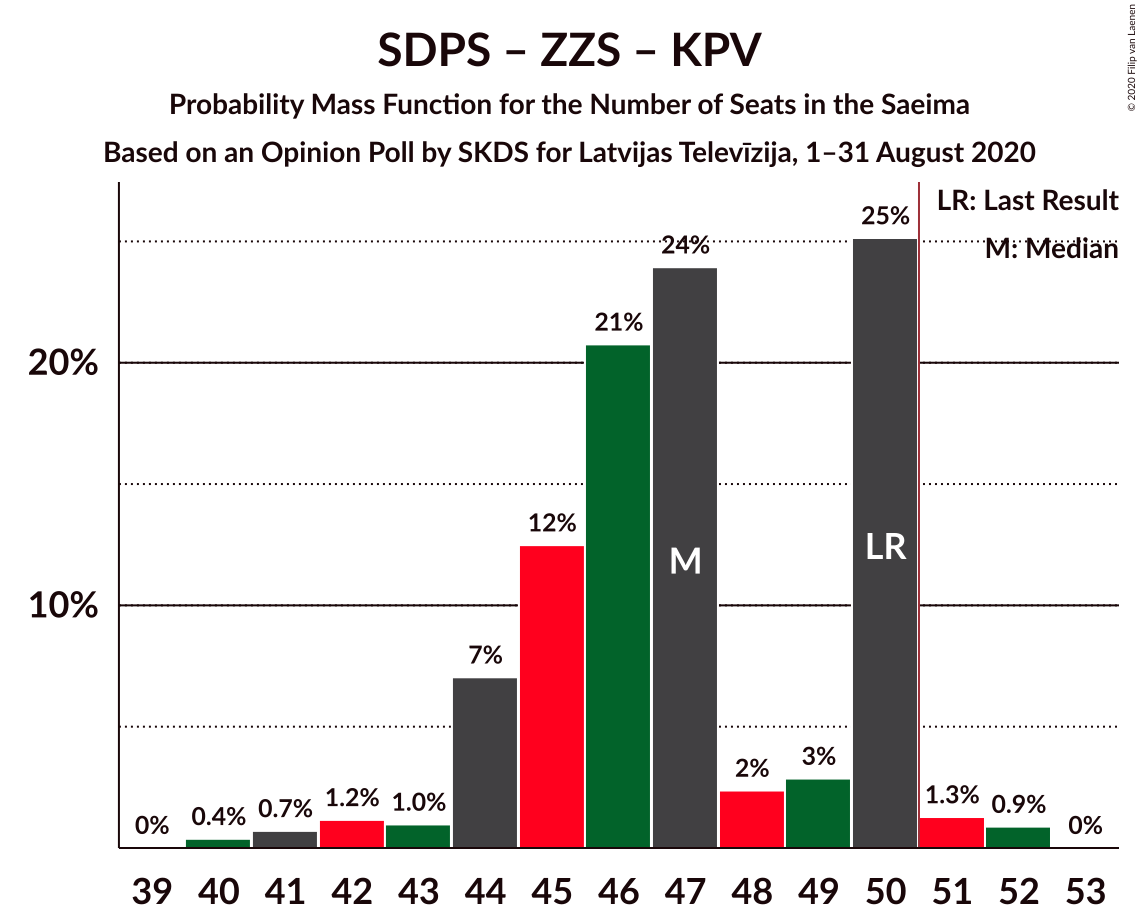 SDPS – ZZS – KPV
Probability Mass Function for the Number of Seats in the Saeima
Based on an Opinion Poll by SKDS for Latvijas Televīzija, 1–31 August 2020
© 2020 Filip van Laenen
LR: Last Result
M: Median
20%
10%
0%
0.4%
0.7%
1.2%
1.0%
7%
12%
21%
24%
2%
3%
25%
1.3%
0.9%
0%
M
LR
39 40 41 42 43 44 45 46 47 48 49 50 51 52 53